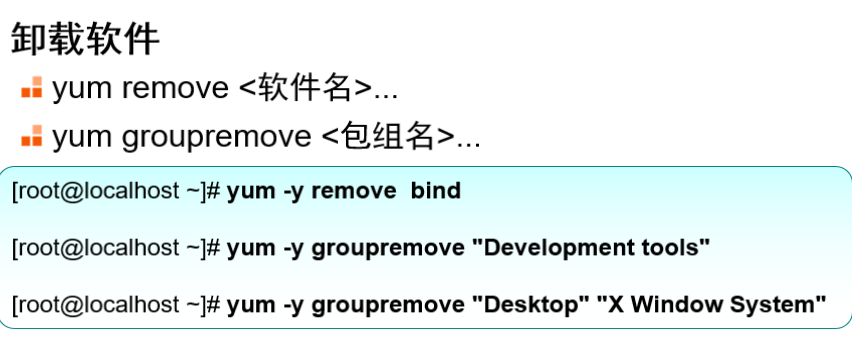 卸载软件
yum remove <软件名>...
yum groupremove <包组名>...
[root@localhost ~]# yum -y remove  bind
[root@localhost ~]# yum -y groupremove "Development tools"
[root@localhost ~]# yum -y groupremove "Desktop" "X Window System"